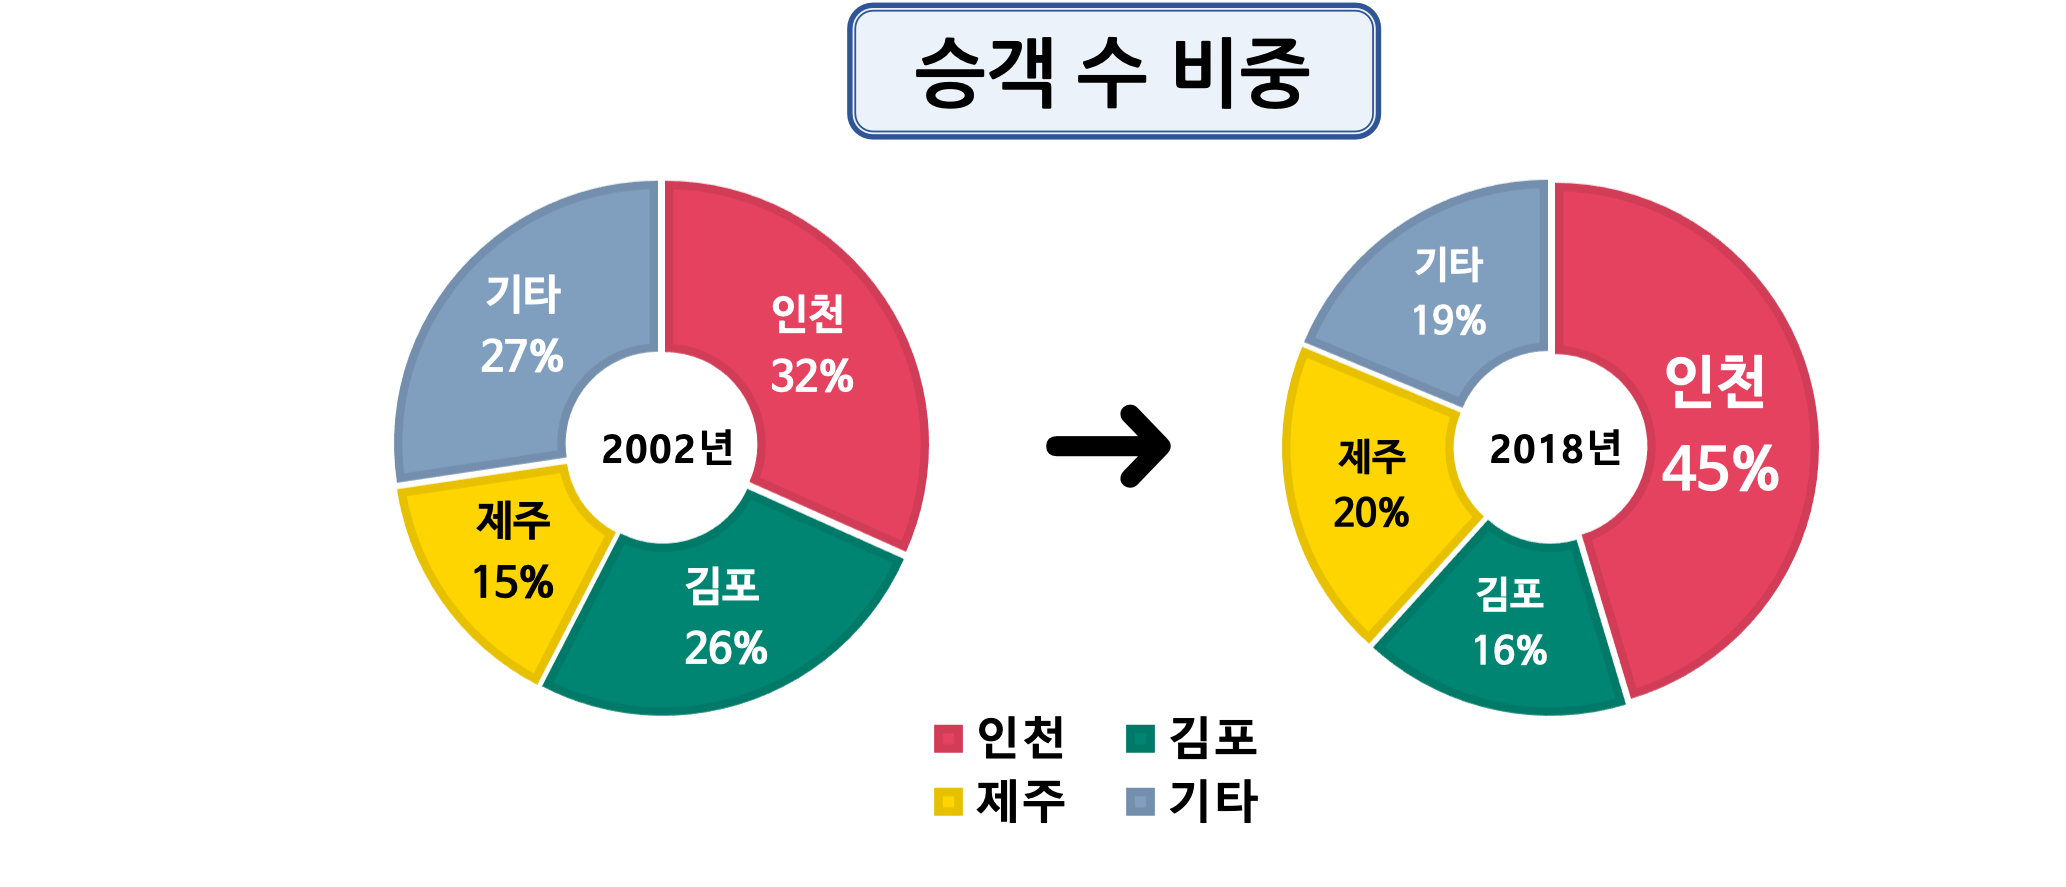 승객 수 비중
기타
27%
인천
32%
2002년
제주
15%
김포
26%
기타
19%
인천
45%
2018년
제주
20%
김포
16%
인천
김포
제주
기타